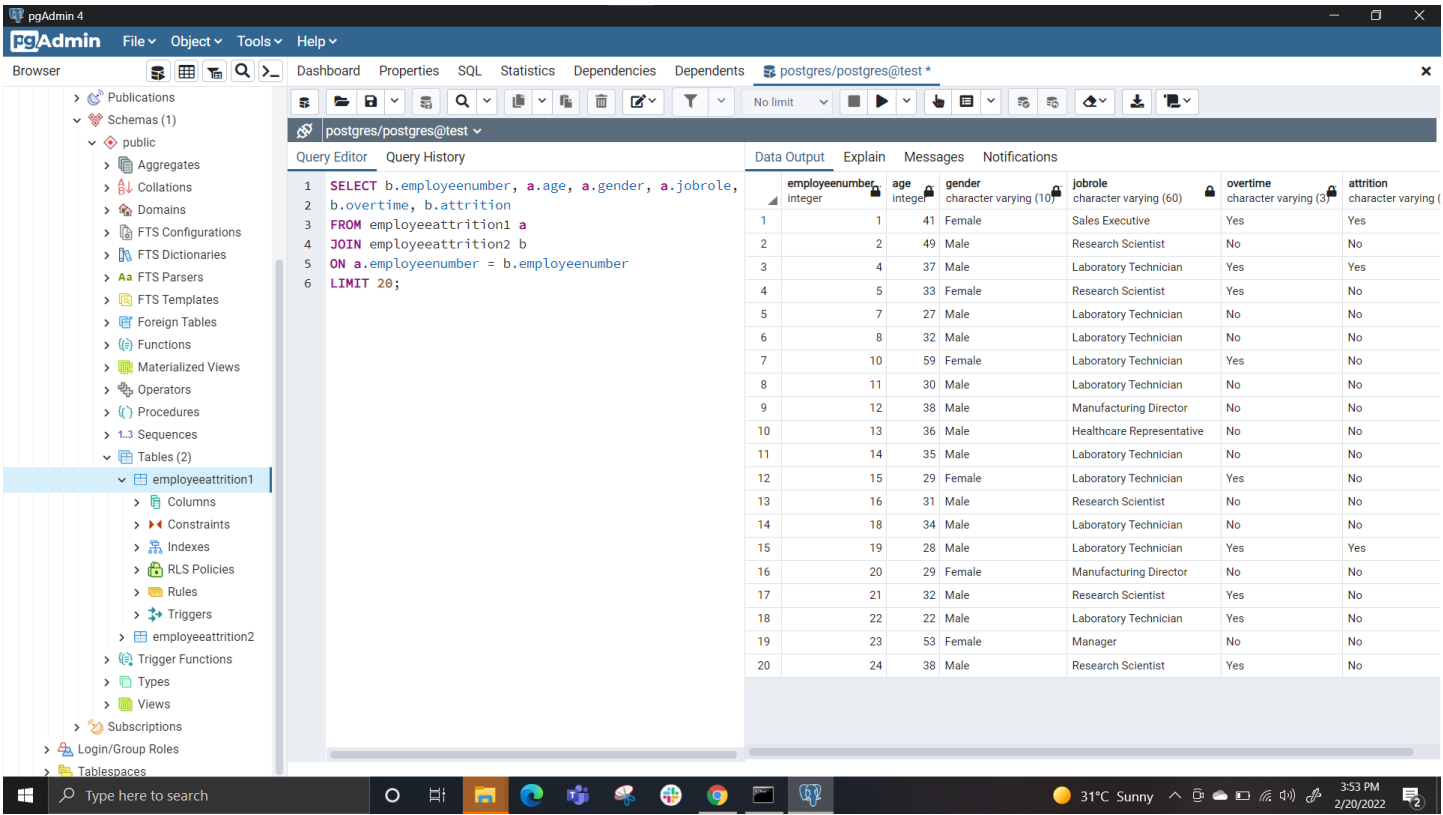 pgAdmin 4
pgAdmin File Object Tools Help
Browser
Dashboard Properties SQL Statistics Dependencies Dependents postgres/postgres@test *
No limit
Publications
Schemas (1)
public
Aggregates
Collations
Domains
FTS Configurations
FTS Dictionaries
Aa FTS Parsers
FTS Templates
Foreign Tables
Functions
Materialized Views
Operators
Procedures
1..3 Sequences
Tables (2)
employeeattrition1
Columns
Constraints
Indexes
RLS Policies
Rules
Triggers
employeeattrition2
Trigger Functions
Types
Views
Subscriptions
Login/Group Roles
Tablespaces
postgres/postgres@test
Query Editor Query History
1 SELECT b.employeenumber, a.age, a.gender, a.jobrole,
2 b.overtime, b.attrition
3 FROM employeeattrition1 a
4 JOIN employeeattrition2 b
5 ON a.employeenumber = b.employeenumber
6 LIMIT 20;
Data Output Explain Messages Notifications
employeenumber age gender jobrole overtime attrition
integer integer character varying (10) character varying (60) character varying (3) character varying (
1 1 41 Female Sales Executive Yes Yes
2 2 49 Male Research Scientist No No
3 4 37 Male Laboratory Technician Yes Yes
4 5 33 Female Research Scientist Yes No
5 7 27 Male Laboratory Technician No No
6 8 32 Male Laboratory Technician No No
7 10 59 Female Laboratory Technician Yes No
8 11 30 Male Laboratory Technician No No
9 12 38 Male Manufacturing Director No No
10 13 36 Male Healthcare Representative No No
11 14 35 Male Laboratory Technician No No
12 15 29 Female Laboratory Technician Yes No
13 16 31 Male Research Scientist No No
14 18 34 Male Laboratory Technician No No
15 19 28 Male Laboratory Technician Yes Yes
16 20 29 Female Manufacturing Director No No
17 21 32 Male Research Scientist Yes No
18 22 22 Male Laboratory Technician Yes No
19 23 53 Female Manager No No
20 24 38 Male Research Scientist Yes No
Type here to search
31°C Sunny
3:53 PM
2/20/2022
2